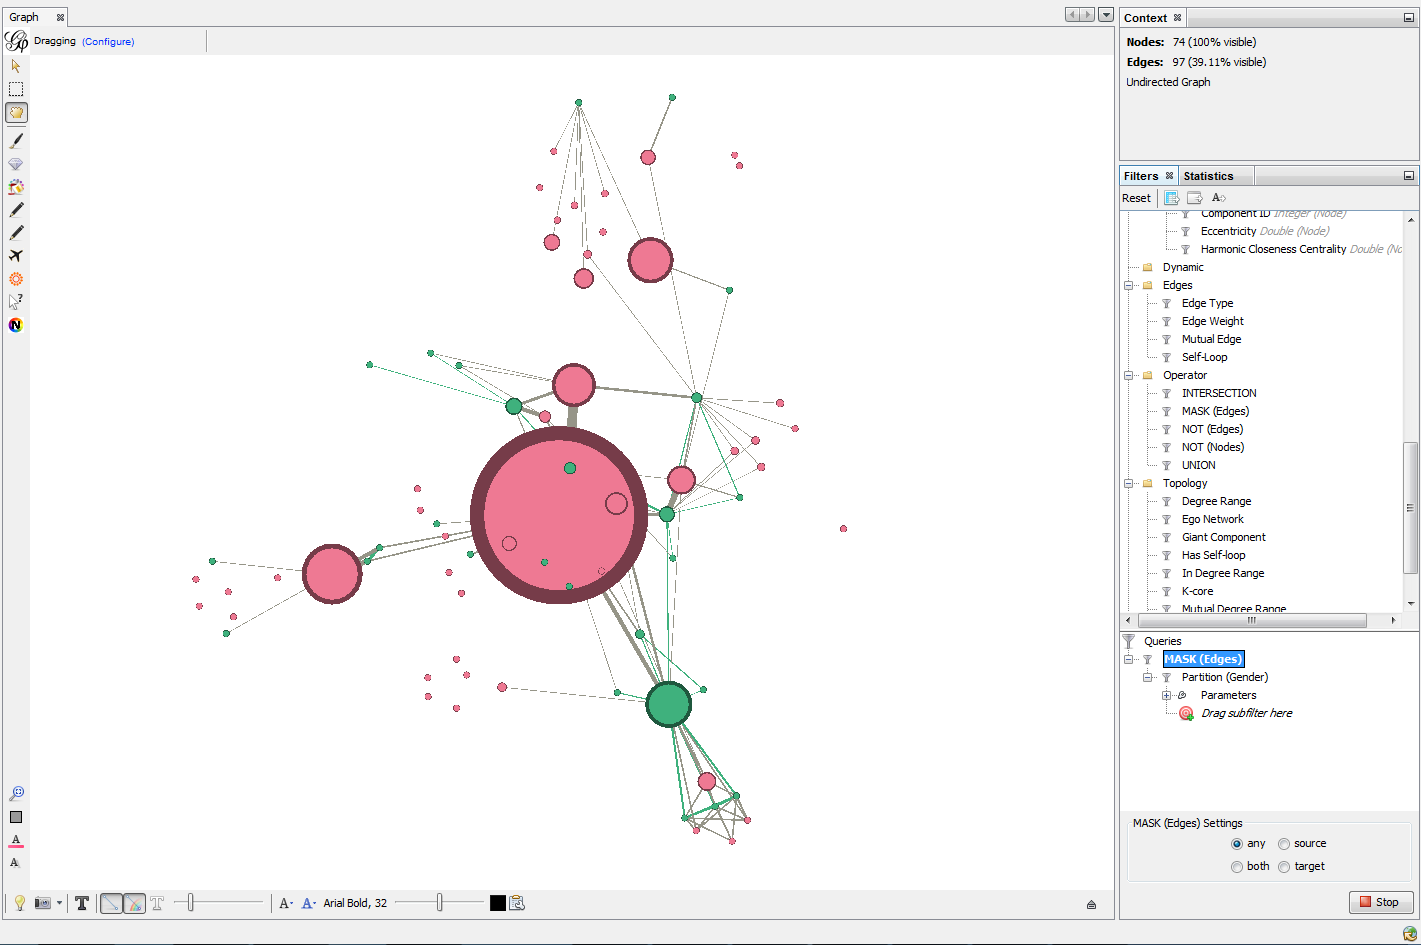 Graph
Dragging (Configure)
Context
Nodes: 74 (100% visible)
Edges: 97 (39.11% visible)
Undirected Graph
Filters Statistics
Reset
Component ID Integer (Node)
Eccentricity Double (Node)
Harmonic Closeness Centrality Double (No
Dynamic
Edges
Edge Type
Edge Weight
Mutual Edge
Self-Loop
Operator
INTERSECTION
MASK (Edges)
NOT (Edges)
NOT (Nodes)
UNION
Topology
Degree Range
Ego Network
Giant Component
Has Self-loop
In Degree Range
K-core
Mutual Degree Range
Queries
MASK (Edges)
Partition (Gender)
Parameters
Drag subfilter here
MASK (Edges) Settings
any source
both target
Arial Bold, 32
Stop